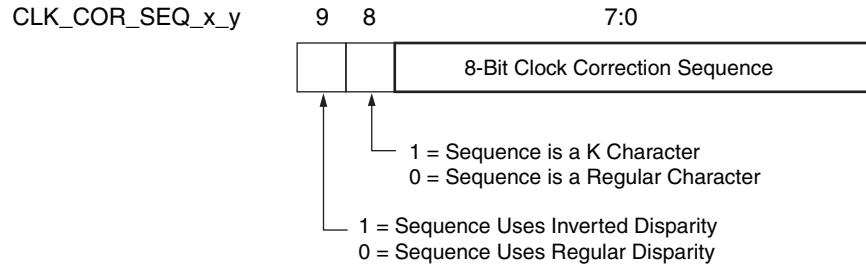 CLK_COR_SEQ_x_y 9 8 7:0
8-Bit Clock Correction Sequence
1 = Sequence is a K Character
0 = Sequence is a Regular Character
1 = Sequence Uses Inverted Disparity
0 = Sequence Uses Regular Disparity